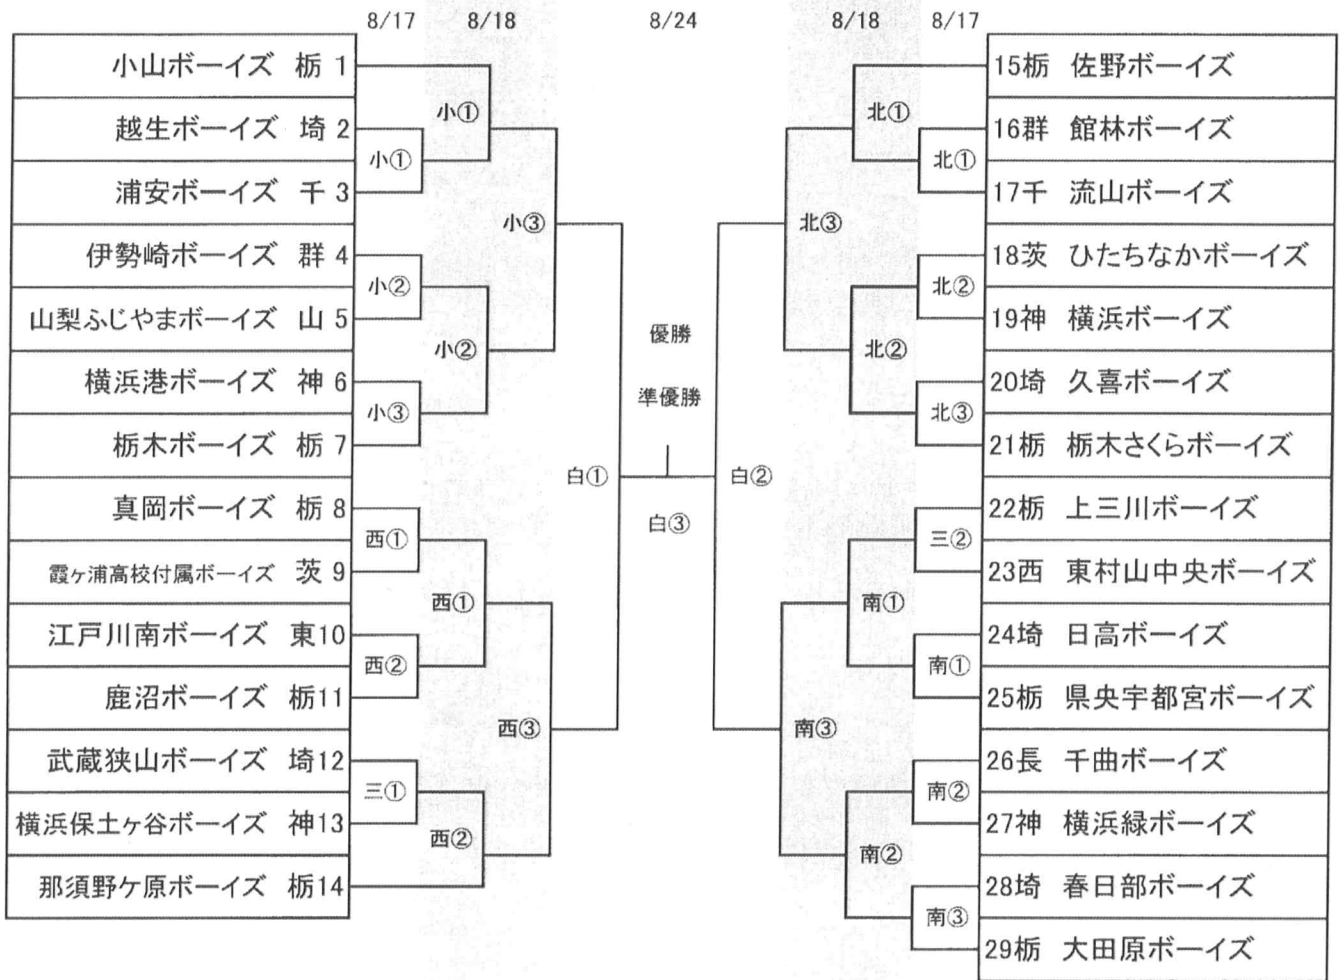 8/17 8/18 8/24 8/18 8/17
小山ボーイズ 栃 1
越生ボーイズ 埼 2
浦安ボーイズ 千 3
伊勢崎ボーイズ 群 4
山梨ふじやまボーイズ 山 5
横浜港ボーイズ 神 6
栃木ボーイズ 栃 7
真岡ボーイズ 栃 8
霞ヶ浦高校付属ボーイズ 茨 9
江戸川南ボーイズ 東10
鹿沼ボーイズ 栃11
武蔵狭山ボーイズ 埼12
横浜保土ヶ谷ボーイズ 神13
那須野ケ原ボーイズ 栃14
小①
小②
小③
西①
西②
三①
小①
小②
西①
西②
小③
西③
白①
優勝
準優勝
白③
白②
北③
南③
北①
北②
南①
南②
北①
北②
北③
三②
南①
南②
南③
15栃 佐野ボーイズ
16群 館林ボーイズ
17千 流山ボーイズ
18茨 ひたちなかボーイズ
19神 横浜ボーイズ
20埼 久喜ボーイズ
21栃 栃木さくらボーイズ
22栃 上三川ボーイズ
23西 東村山中央ボーイズ
24埼 日高ボーイズ
25栃 県央宇都宮ボーイズ
26長 千曲ボーイズ
27神 横浜緑ボーイズ
28埼 春日部ボーイズ
29栃 大田原ボーイズ